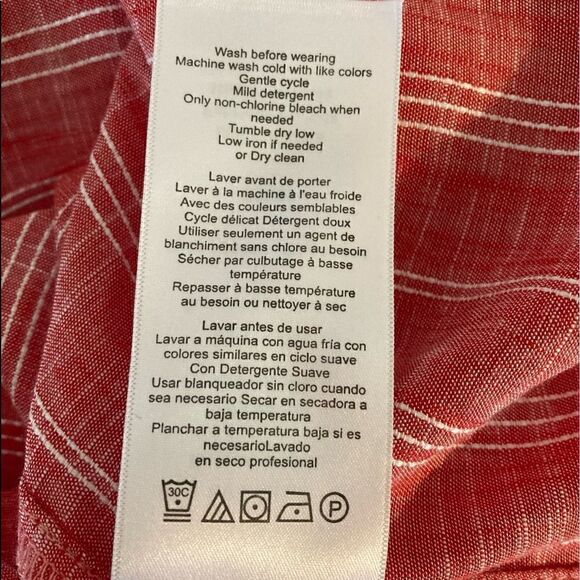 Wash before wearing
Machine wash cold with like colors
Gentle cycle
Mild detergent
Only non-chlorine bleach when
needed
Tumble dry low
Low iron if needed
or Dry clean
Laver avant de porter
Laver à la machine à l'eau froide
Avec des couleurs semblables
Cycle délicat Détergent doux
Utiliser seulement un agent de
blanchiment sans chlore au besoin
Sécher par culbutage à basse
température
Repasser à basse température
au besoin ou nettoyer à sec
Lavar antes de usar
Lavar a máquina con agua fría con
colores similares en ciclo suave
Con Detergente Suave
Usar blanqueador sin cloro cuando
sea necesario Secar en secadora a
baja temperatura
Planchar a temperatura baja si es
necesarioLavado
en seco profesional
30C P